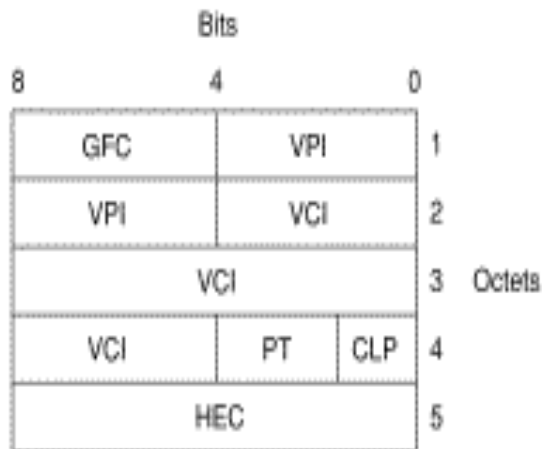 Bits
8 4 0
GFC VPI 1
VPI VCI 2
VCI 3 Octets
VCI PT CLP 4
HEC 5